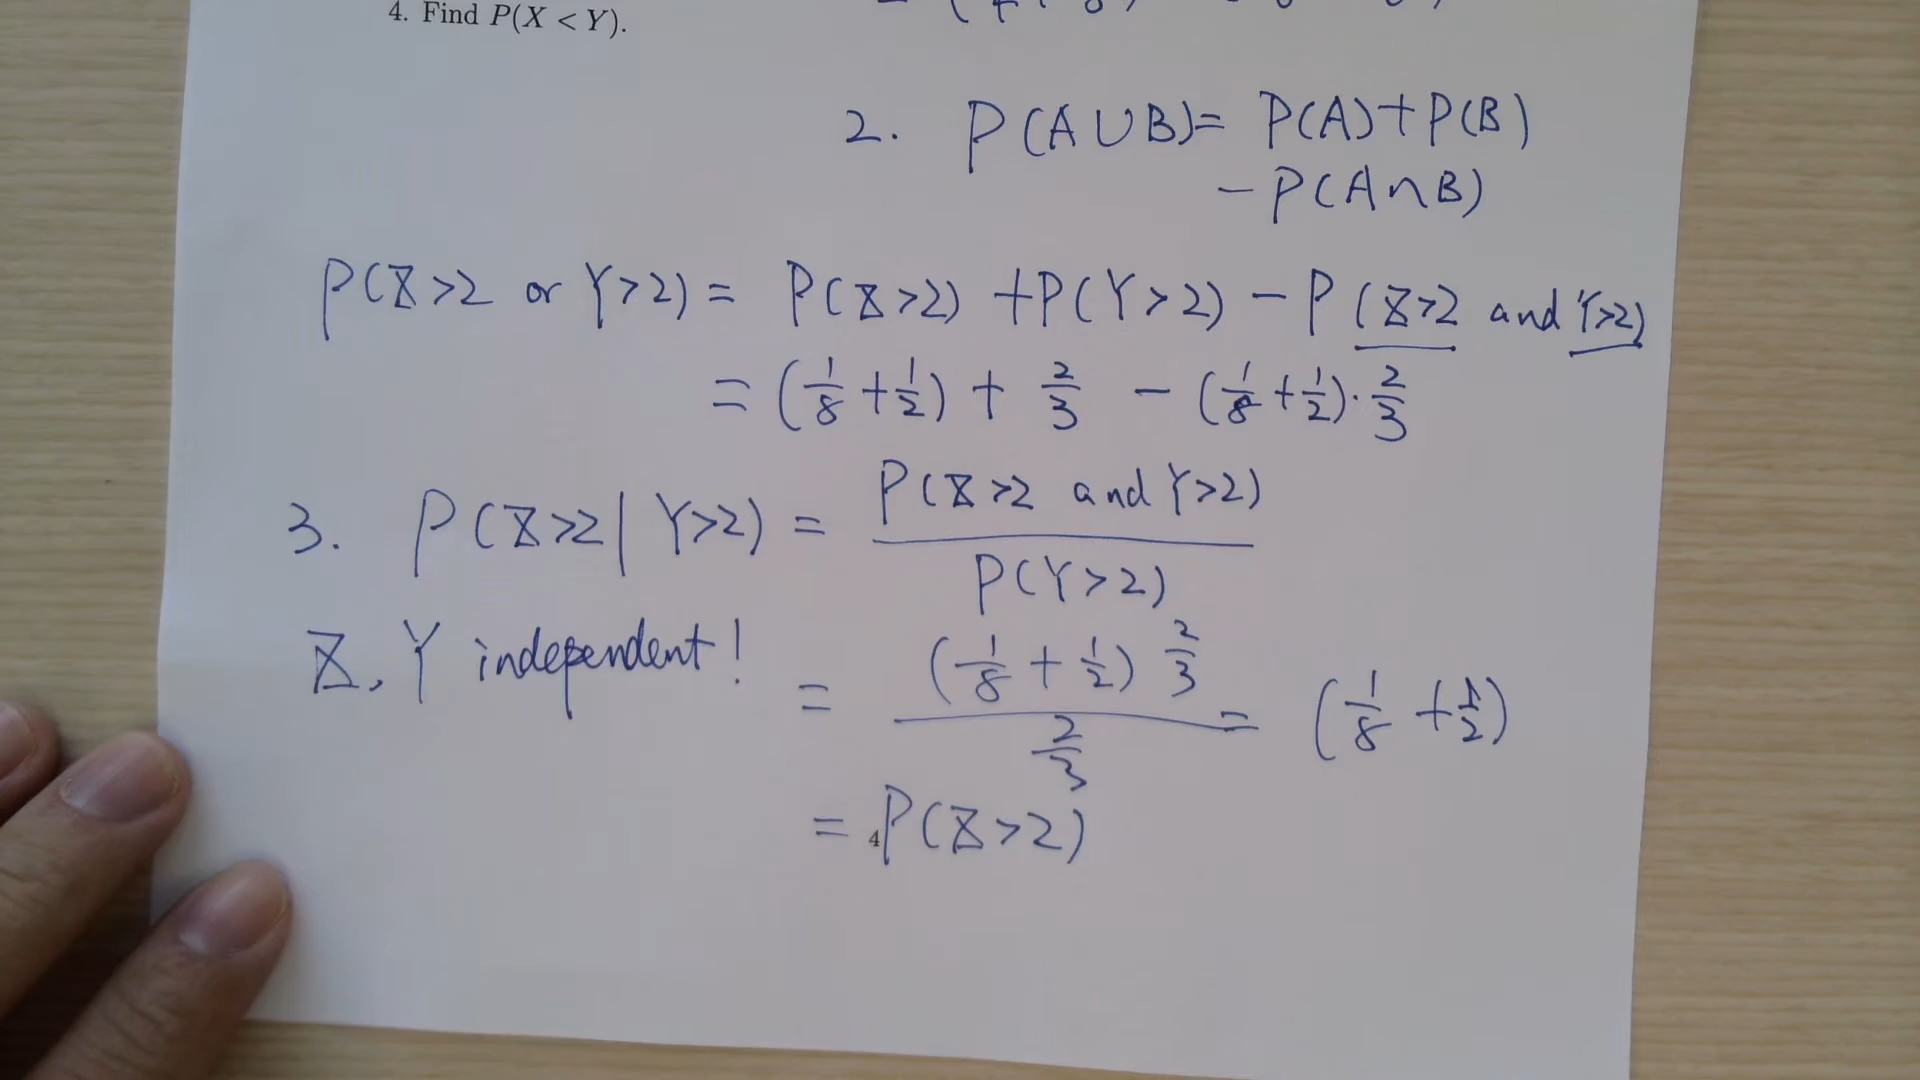 4. Find P(X < Y).
2. P(A∪B) = P(A)+P(B)
− P(A∩B)
P(X>2 or Y>2) = P(X>2) + P(Y>2) − P(X>2 and Y>2)
= (1/8 + 1/2) + 2/3 − (1/8 + 1/2)·2/3
3. P(X>2 | Y>2) = P(X>2 and Y>2) / P(Y>2)
X, Y independent!
= (1/8 + 1/2) 2/3 / 2/3 = (1/8 + 1/2)
= P(X>2)
4